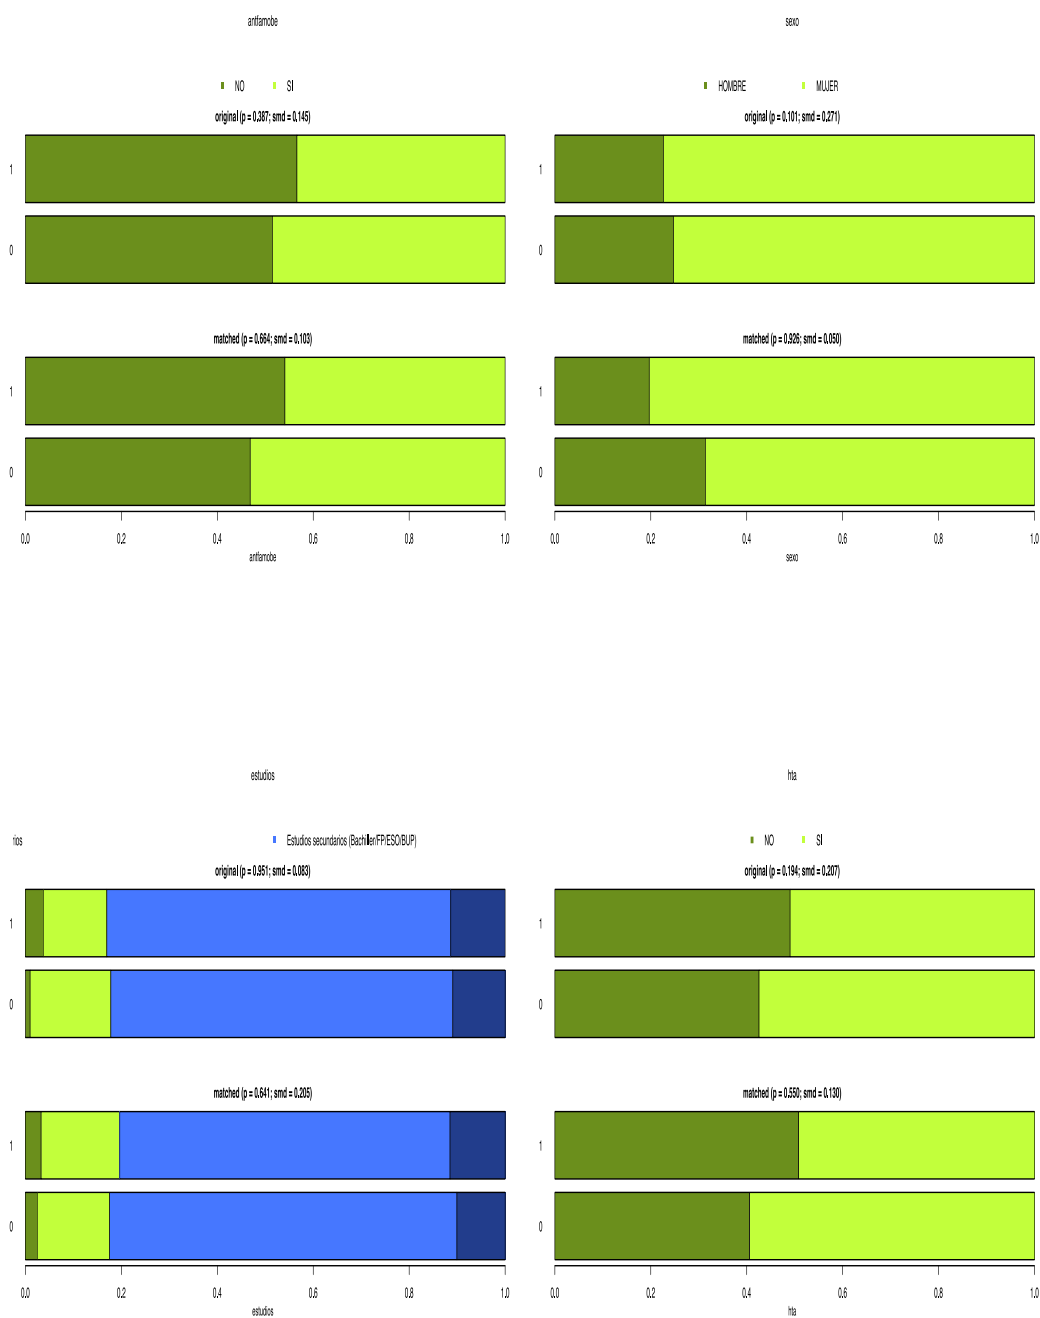 antfamobe
NO SI
original (p = 0.387; smd = 0.145)
1
0
matched (p = 0.664; smd = 0.103)
1
0
0.0 0.2 0.4 0.6 0.8 1.0
antfamobe
sexo
HOMBRE MUJER
original (p = 0.101; smd = 0.271)
1
0
matched (p = 0.926; smd = 0.050)
1
0
0.0 0.2 0.4 0.6 0.8 1.0
sexo
estudios
rios Estudios secundarios (Bachiller/FP/ESO/BUP)
original (p = 0.951; smd = 0.083)
1
0
matched (p = 0.641; smd = 0.205)
1
0
0.0 0.2 0.4 0.6 0.8 1.0
estudios
hta
NO SI
original (p = 0.194; smd = 0.207)
1
0
matched (p = 0.550; smd = 0.130)
1
0
0.0 0.2 0.4 0.6 0.8 1.0
hta